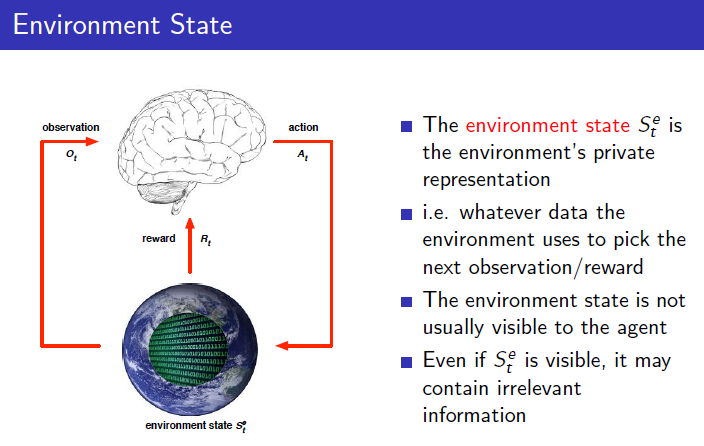 Environment State
observation
O_t
action
A_t
reward R_t
environment state S_t^e
The environment state S_t^e is
the environment's private
representation
i.e. whatever data the
environment uses to pick the
next observation/reward
The environment state is not
usually visible to the agent
Even if S_t^e is visible, it may
contain irrelevant
information